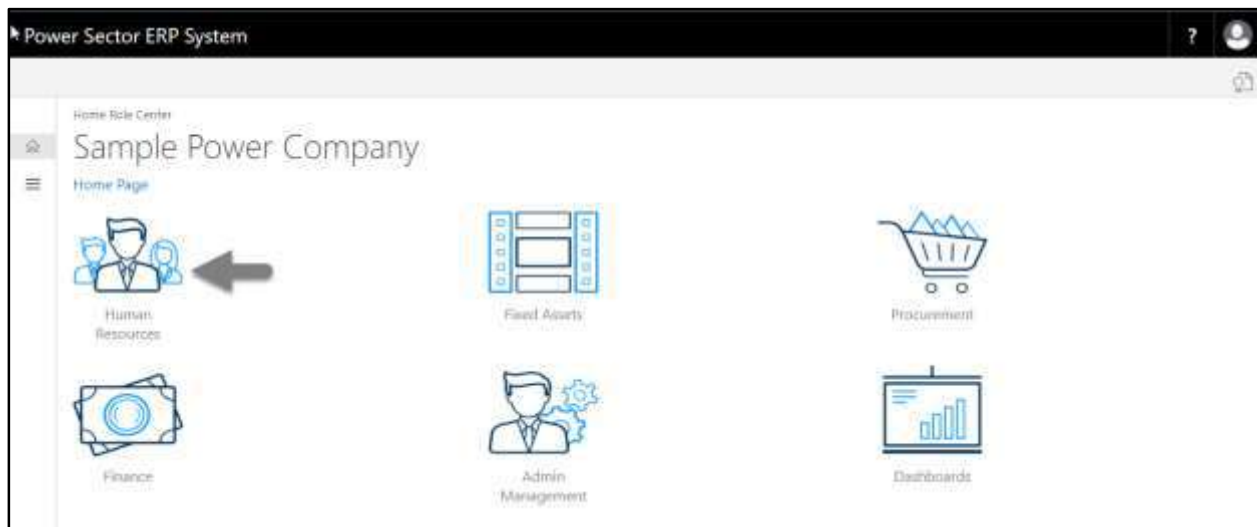 Power Sector ERP System
?
Home Role Center
Sample Power Company
Home Page
Human
Resources
Fixed Assets
Procurement
Finance
Admin
Management
Dashboards